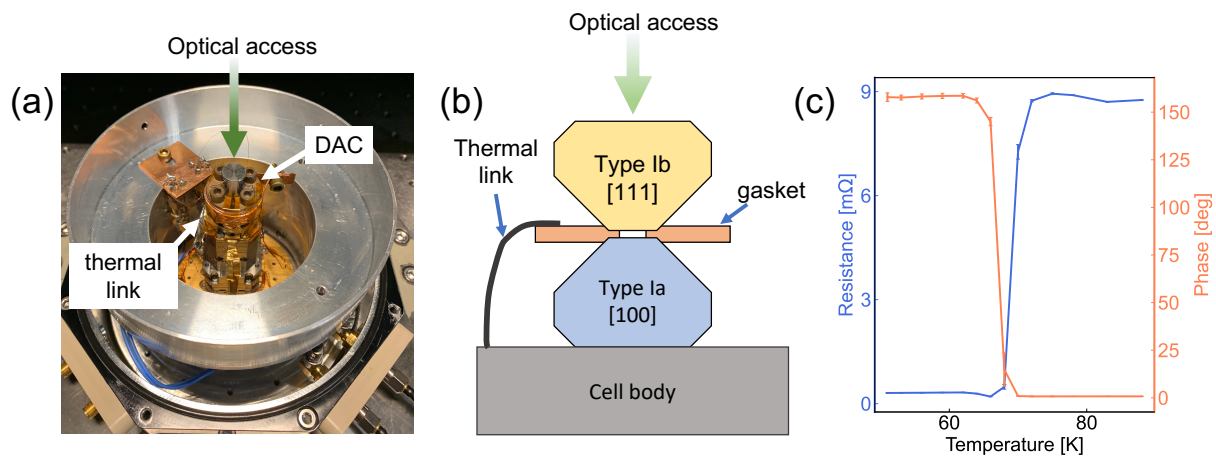 Optical access
(a)
DAC
thermal
link
Optical access
(b)
Thermal
link
Type Ib
[111]
gasket
Type Ia
[100]
Cell body
(c)
Resistance [mΩ]
9
6
3
0
60
80
Temperature [K]
150
125
100
75
50
25
0
Phase [deg]